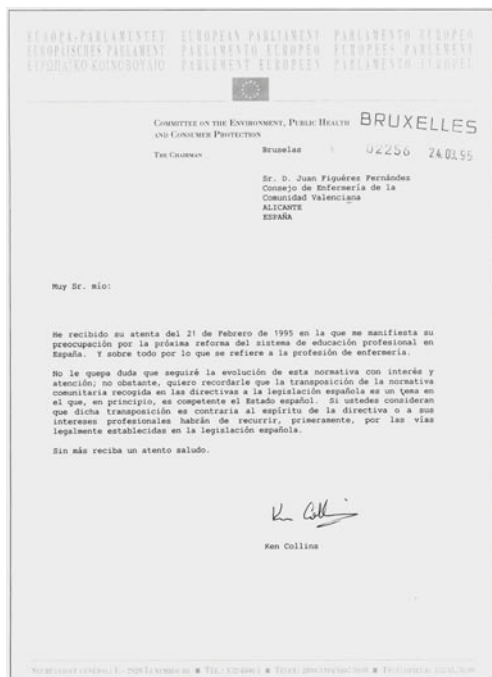 EUROPA-PARLAMENTET EUROPEAN PARLIAMENT PARLAMENTO EUROPEO
EUROPÄISCHES PARLAMENT PARLAMENTO EUROPEO EUROPEES PARLEMENT
ΕΥΡΩΠΑΪΚΟ ΚΟΙΝΟΒΟΥΛΙΟ PARLEMENT EUROPEEN PARLAMENTO EUROPEU
COMMITTEE ON THE ENVIRONMENT, PUBLIC HEALTH
AND CONSUMER PROTECTION
BRUXELLES
THE CHAIRMAN
Bruselas
02256 24.03.95
Sr. D. Juan Figuéres Fernández
Consejo de Enfermería de la
Comunidad Valenciana
ALICANTE
ESPAÑA
Muy Sr. mío:
He recibido su atenta del 21 de Febrero de 1995 en la que me manifiesta su
preocupación por la próxima reforma del sistema de educación profesional en
España. Y sobre todo por lo que se refiere a la profesión de enfermería.
No le quepa duda que seguiré la evolución de esta normativa con interés y
atención; no obstante, quiero recordarle que la transposición de la normativa
comunitaria recogida en las directivas a la legislación española es un tema en
el que, en principio, es competente el Estado español. Si ustedes consideran
que dicha transposición es contraria al espíritu de la directiva o a sus
intereses profesionales habrán de recurrir, primeramente, por las vías
legalmente establecidas en la legislación española.
Sin más reciba un atento saludo.
Ken Collins